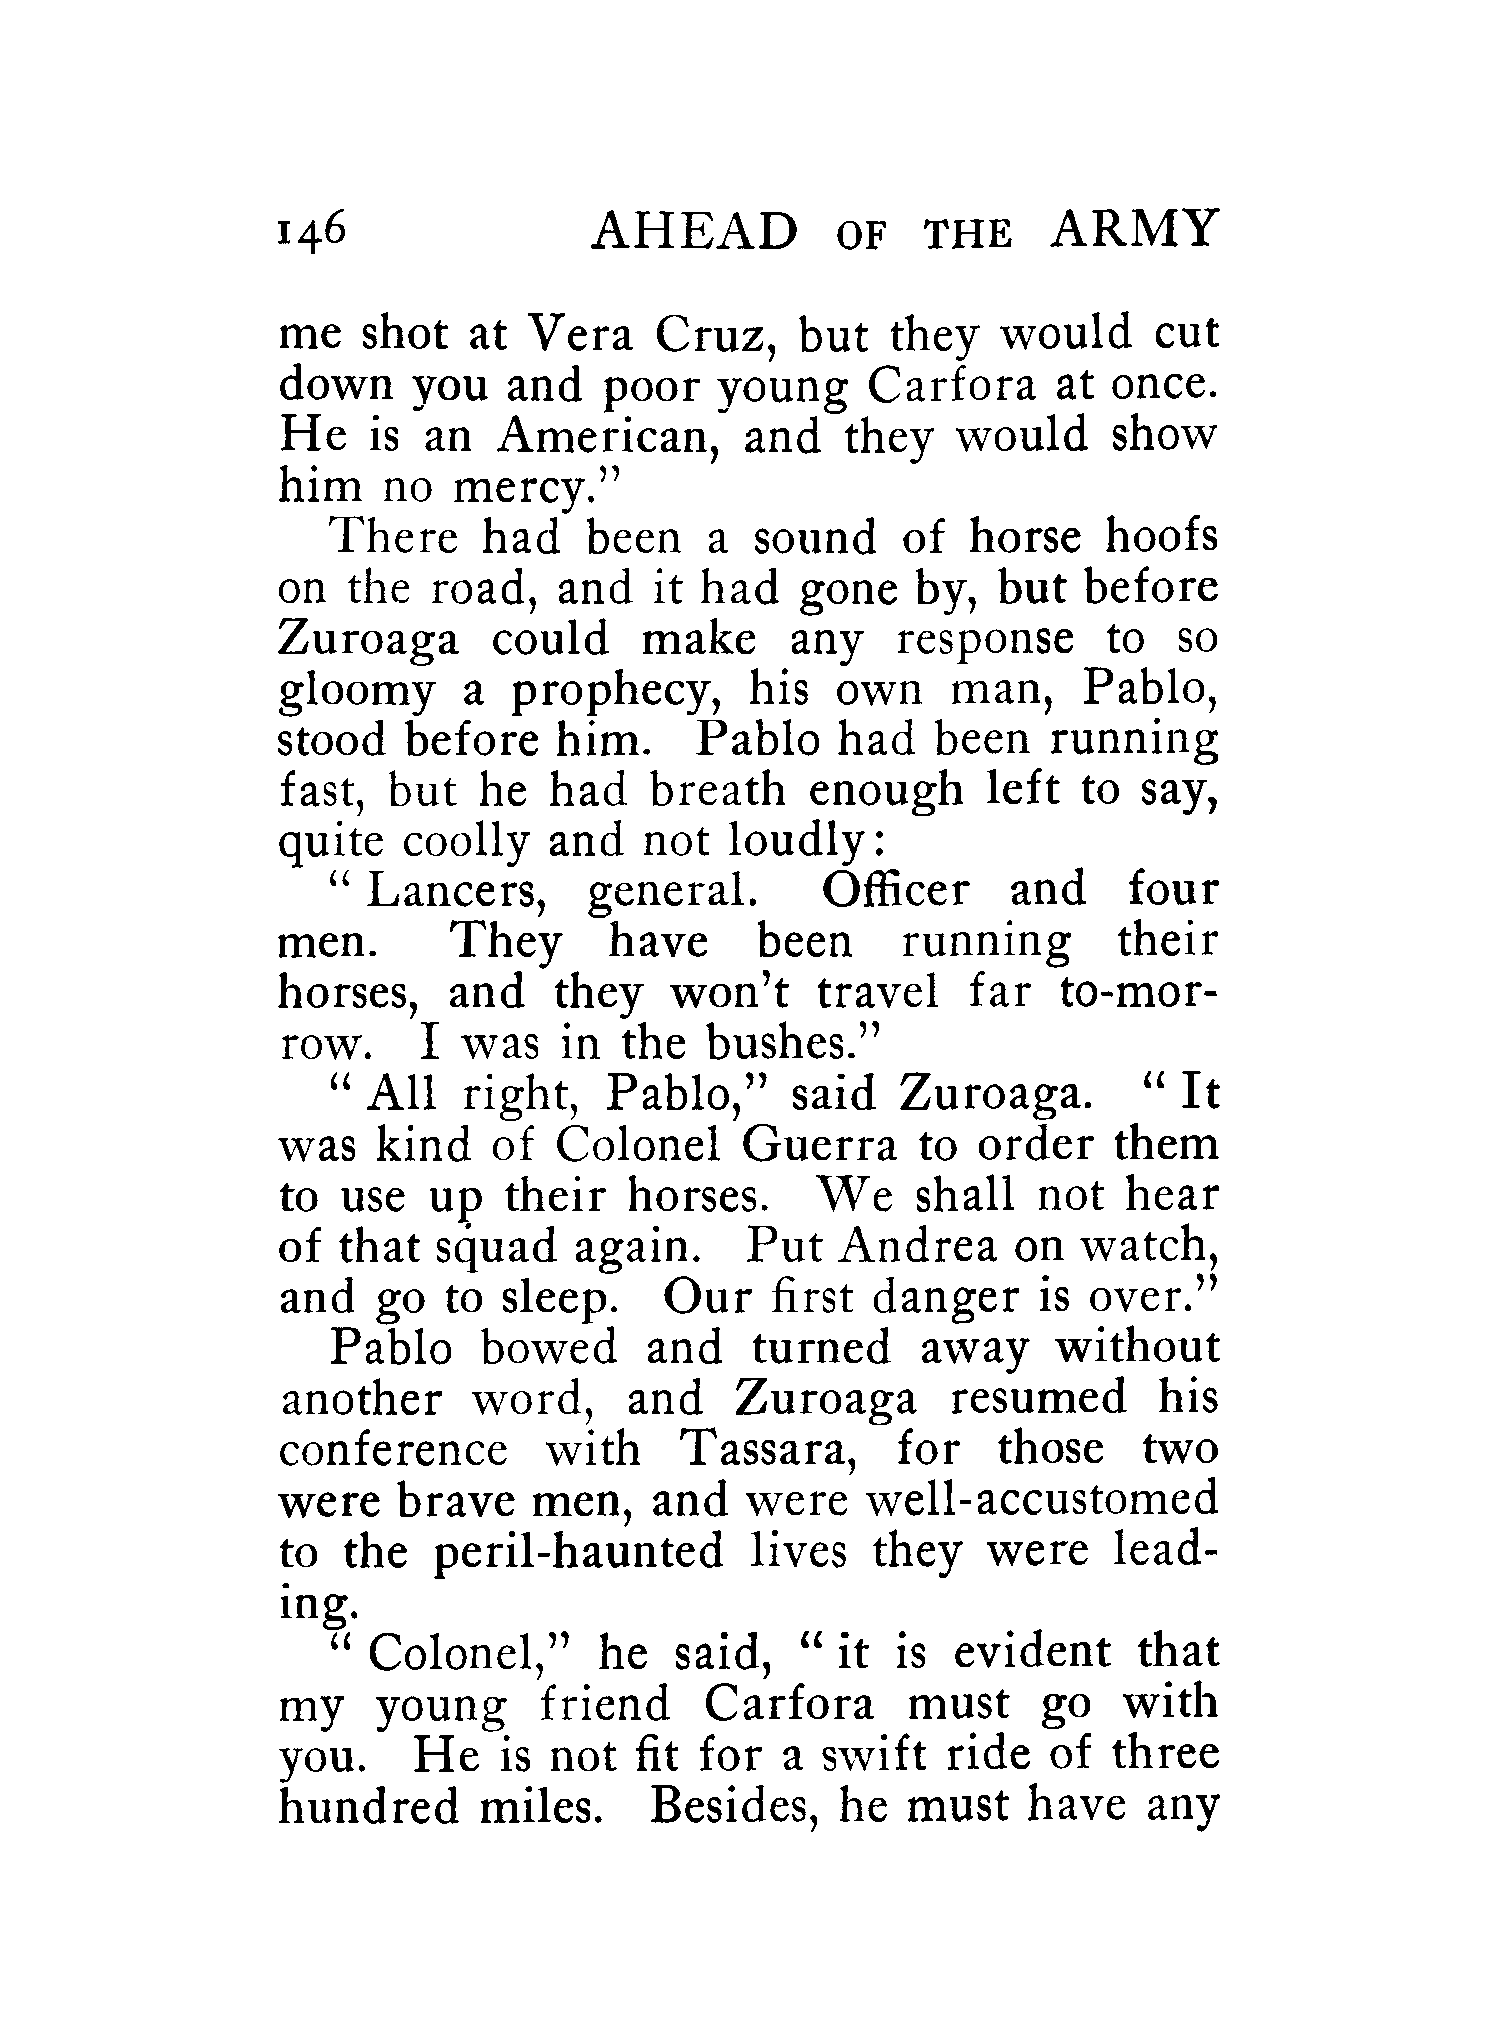 146 AHEAD OF THE ARMY
me shot at Vera Cruz, but they would cut
down you and poor young Carfora at once.
He is an American, and they would show
him no mercy.”
There had been a sound of horse hoofs
on the road, and it had gone by, but before
Zuroaga could make any response to so
gloomy a prophecy, his own man, Pablo,
stood before him. Pablo had been running
fast, but he had breath enough left to say,
quite coolly and not loudly:
“ Lancers, general. Officer and four
men. They have been running their
horses, and they won’t travel far to-mor-
row. I was in the bushes.”
“ All right, Pablo,” said Zuroaga. “ It
was kind of Colonel Guerra to order them
to use up their horses. We shall not hear
of that squad again. Put Andrea on watch,
and go to sleep. Our first danger is over.”
Pablo bowed and turned away without
another word, and Zuroaga resumed his
conference with Tassara, for those two
were brave men, and were well-accustomed
to the peril-haunted lives they were lead-
ing.
“ Colonel,” he said, “ it is evident that
my young friend Carfora must go with
you. He is not fit for a swift ride of three
hundred miles. Besides, he must have any